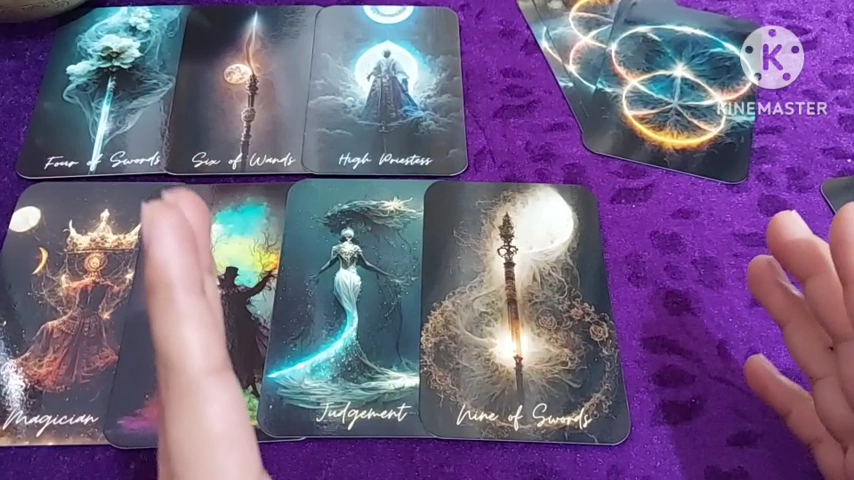 K
KINEMASTER
Four of Swords
Six of Wands
High Priestess
Magician
Judgement
Nine of Swords